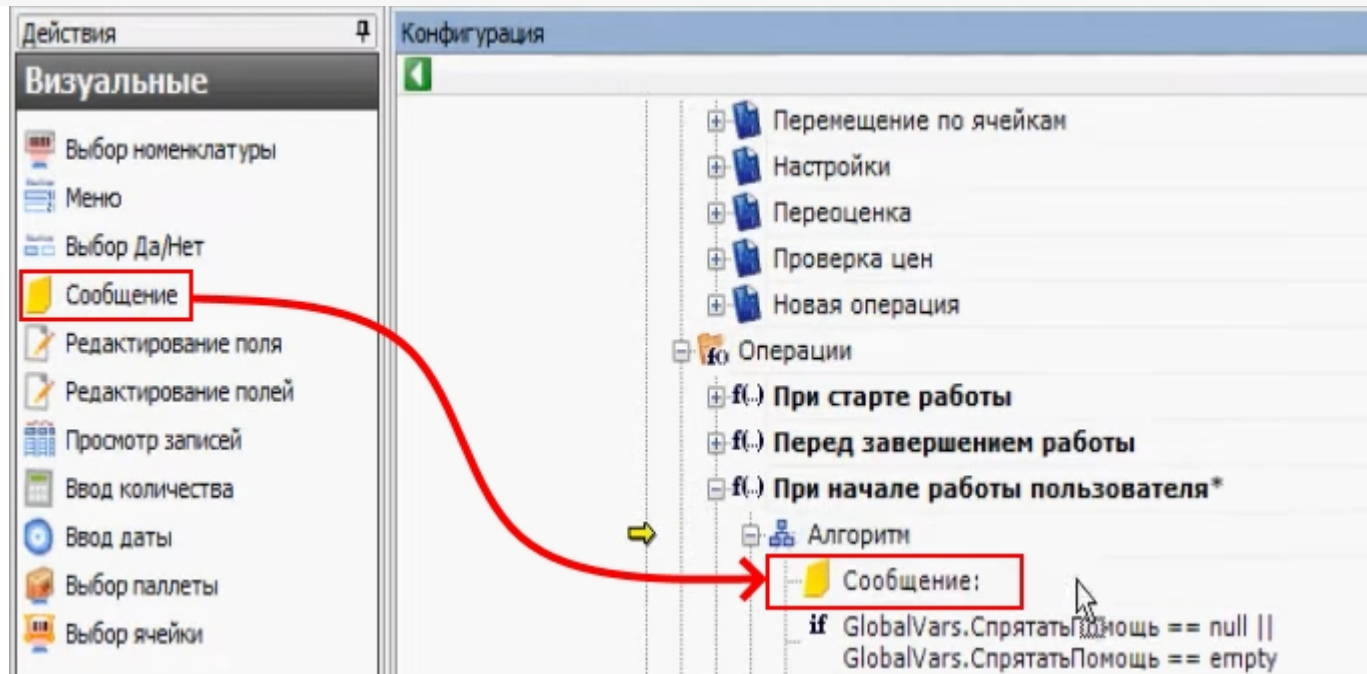 Действия
Визуальные
Выбор номенклатуры
Меню
Выбор Да/Нет
Сообщение
Редактирование поля
Редактирование полей
Просмотр записей
Ввод количества
Ввод даты
Выбор паллеты
Выбор ячейки
Конфигурация
Перемещение по ячейкам
Настройки
Переоценка
Проверка цен
Новая операция
Операции
f(..) При старте работы
f(..) Перед завершением работы
f(..) При начале работы пользователя*
Алгоритм
Сообщение:
if GlobalVars.СпрятатьПомощь == null ||
GlobalVars.СпрятатьПомощь == empty